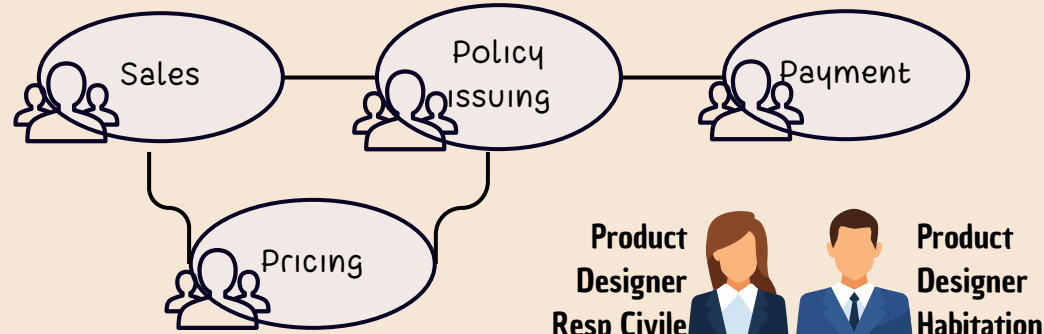 Sales
Policy
issuing
Payment
Pricing
Product
Designer
Resp Civile
Product
Designer
Habitation